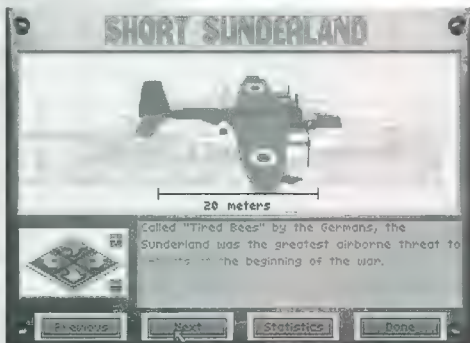 SHORT SUNDERLAND
20 meters
Called "Tired Bees" by the Germans, the
Sunderland was the greatest airborne threat to
the beginning of the war.
Previous
Next
Statistics
Done